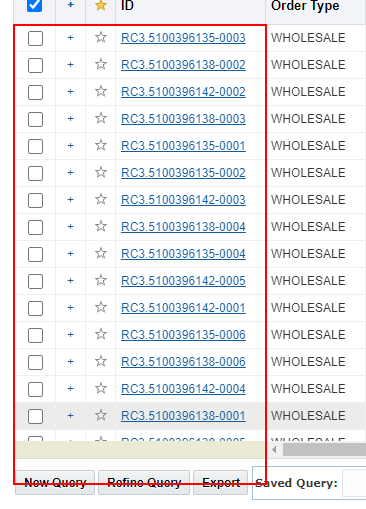 + ID Order Type
+ RC3.5100396135-0003 WHOLESALE
+ RC3.5100396138-0002 WHOLESALE
+ RC3.5100396142-0002 WHOLESALE
+ RC3.5100396138-0003 WHOLESALE
+ RC3.5100396135-0001 WHOLESALE
+ RC3.5100396135-0002 WHOLESALE
+ RC3.5100396142-0003 WHOLESALE
+ RC3.5100396138-0004 WHOLESALE
+ RC3.5100396135-0004 WHOLESALE
+ RC3.5100396142-0005 WHOLESALE
+ RC3.5100396142-0001 WHOLESALE
+ RC3.5100396135-0006 WHOLESALE
+ RC3.5100396138-0006 WHOLESALE
+ RC3.5100396142-0004 WHOLESALE
+ RC3.5100396138-0001 WHOLESALE
New Query Refine Query Export Saved Query: